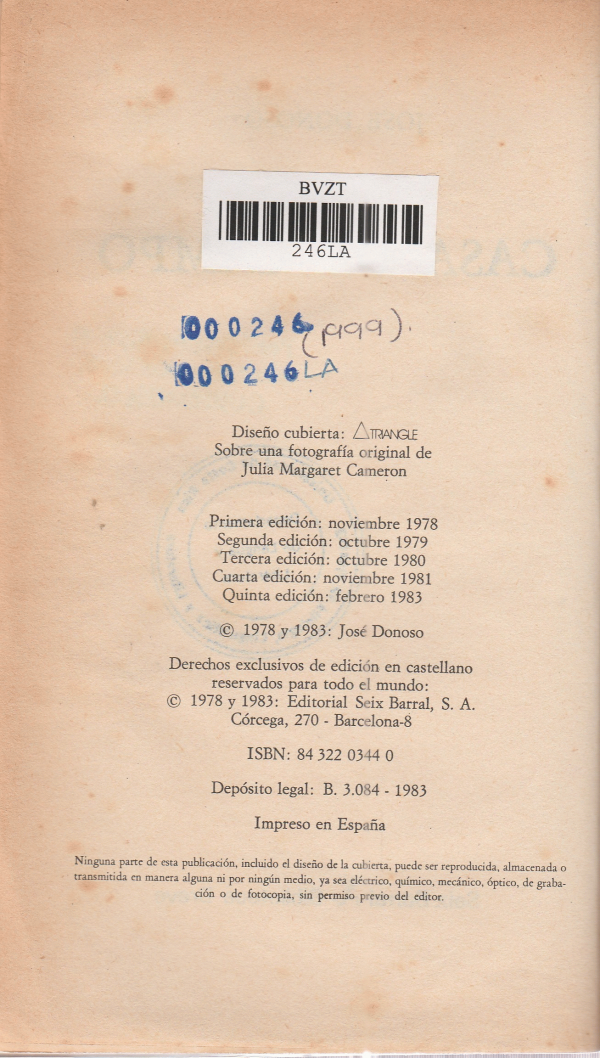 BVZT
246LA
000246 (1999).
000246LA
Diseño cubierta: TRIANGLE
Sobre una fotografía original de
Julia Margaret Cameron
Primera edición: noviembre 1978
Segunda edición: octubre 1979
Tercera edición: octubre 1980
Cuarta edición: noviembre 1981
Quinta edición: febrero 1983
© 1978 y 1983: José Donoso
Derechos exclusivos de edición en castellano
reservados para todo el mundo:
© 1978 y 1983: Editorial Seix Barral, S. A.
Córcega, 270 - Barcelona-8
ISBN: 84 322 0344 0
Depósito legal: B. 3.084 - 1983
Impreso en España
Ninguna parte de esta publicación, incluido el diseño de la cubierta, puede ser reproducida, almacenada o
transmitida en manera alguna ni por ningún medio, ya sea eléctrico, químico, mecánico, óptico, de graba-
ción o de fotocopia, sin permiso previo del editor.